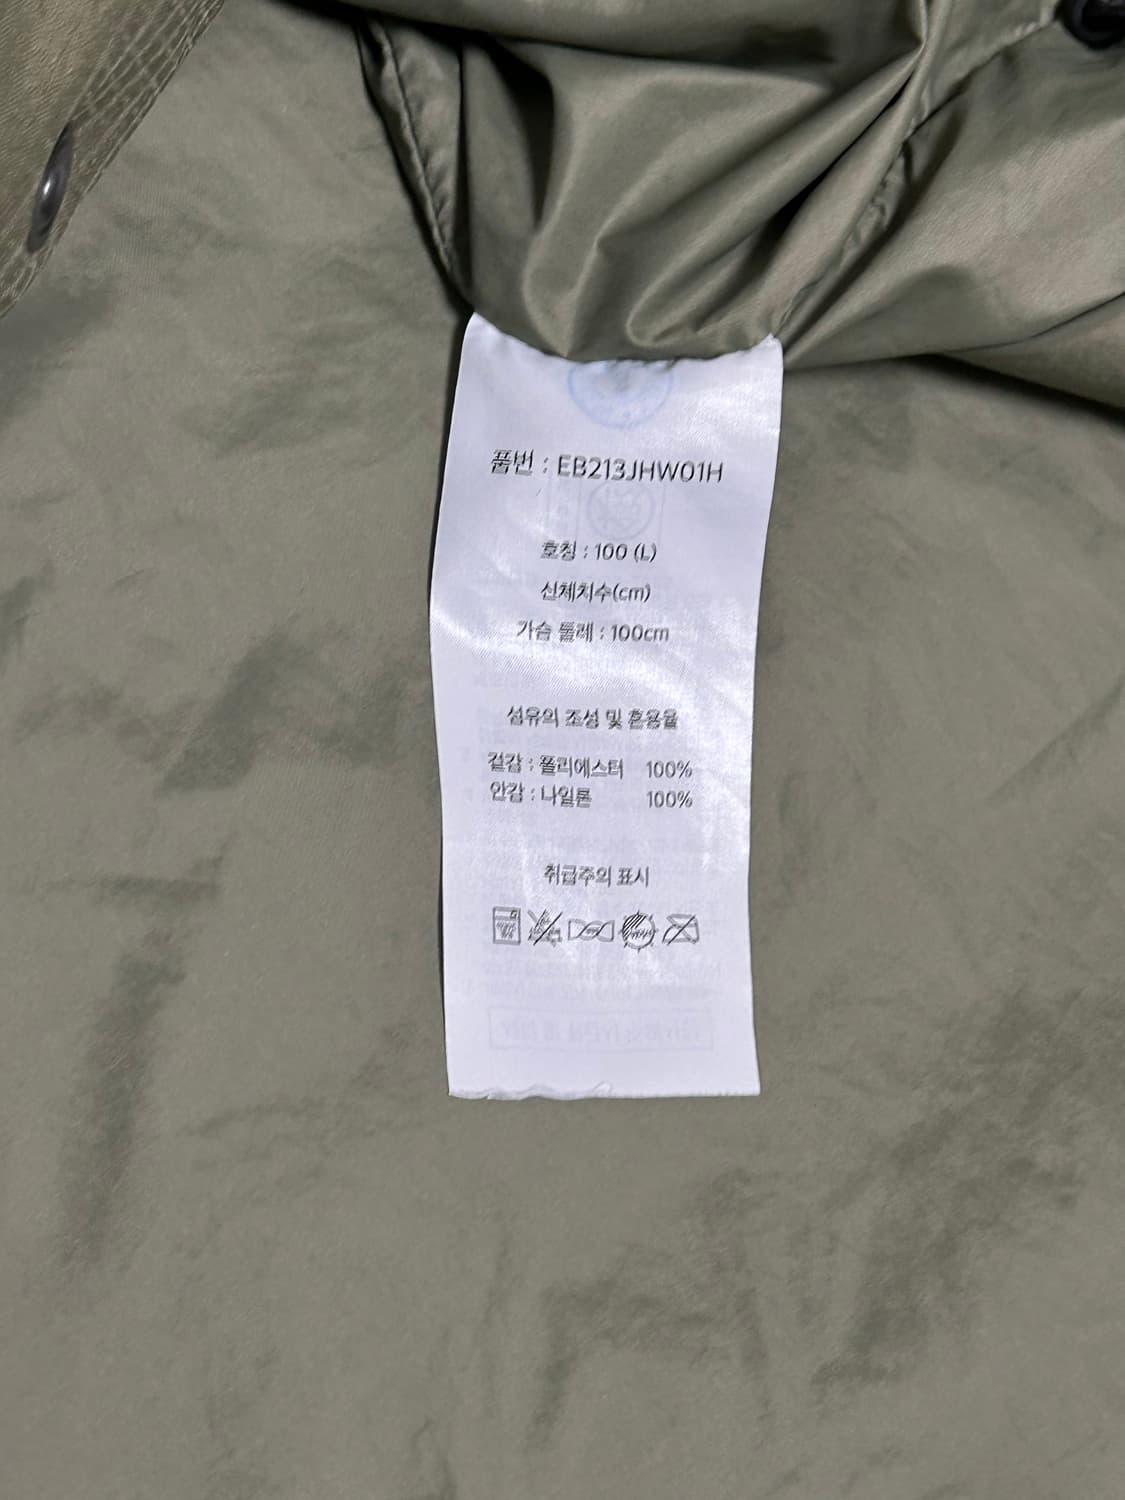 품번 : EB213JHW01H
호칭 : 100 (L)
신체치수(cm)
가슴 둘레 : 100cm
섬유의 조성 및 혼용율
겉감 : 폴리에스터 100%
안감 : 나일론 100%
취급주의 표시